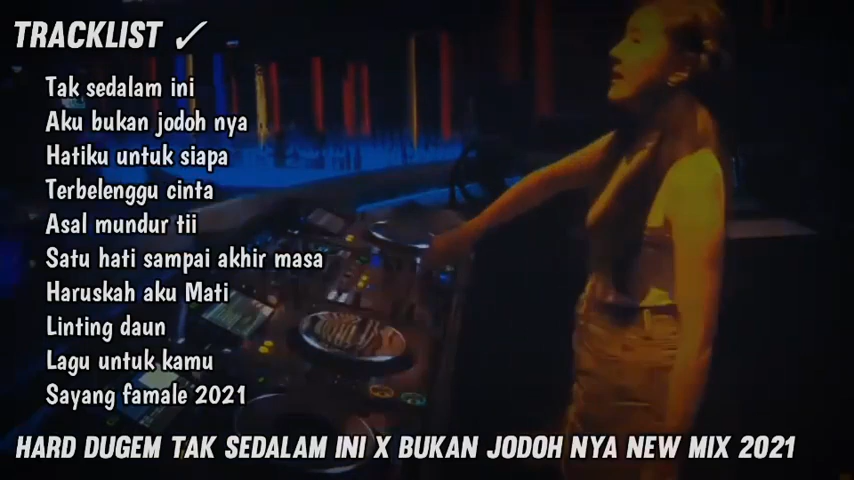 TRACKLIST ✓
Tak sedalam ini
Aku bukan jodoh nya
Hatiku untuk siapa
Terbelenggu cinta
Asal mundur tii
Satu hati sampai akhir masa
Haruskah aku Mati
Linting daun
Lagu untuk kamu
Sayang famale 2021
HARD DUGEM TAK SEDALAM INI X BUKAN JODOH NYA NEW MIX 2021